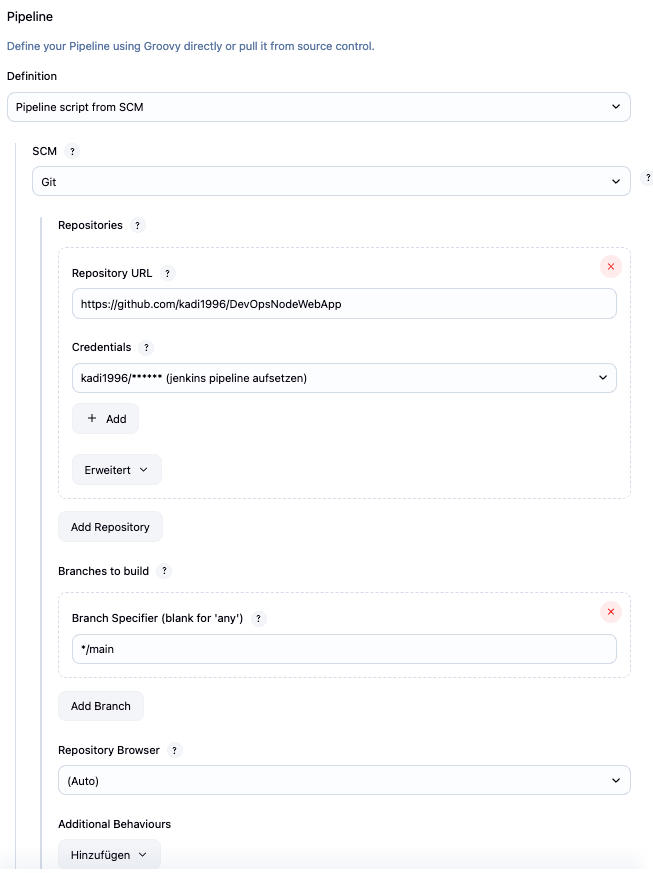 Pipeline
Define your Pipeline using Groovy directly or pull it from source control.
Definition
Pipeline script from SCM
SCM ?
Git
?
Repositories ?
Repository URL ?
https://github.com/kadi1996/DevOpsNodeWebApp
Credentials ?
kadi1996/****** (jenkins pipeline aufsetzen)
+ Add
Erweitert
Add Repository
Branches to build ?
Branch Specifier (blank for 'any') ?
*/main
Add Branch
Repository Browser ?
(Auto)
Additional Behaviours
Hinzufügen